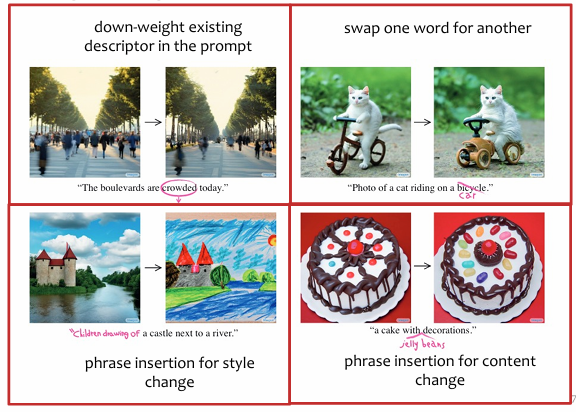 down-weight existing
descriptor in the prompt
"The boulevards are crowded today."
swap one word for another
"Photo of a cat riding on a bicycle."
car
"Children drawing of a castle next to a river."
phrase insertion for style
change
"a cake with decorations."
jelly beans
phrase insertion for content
change
7